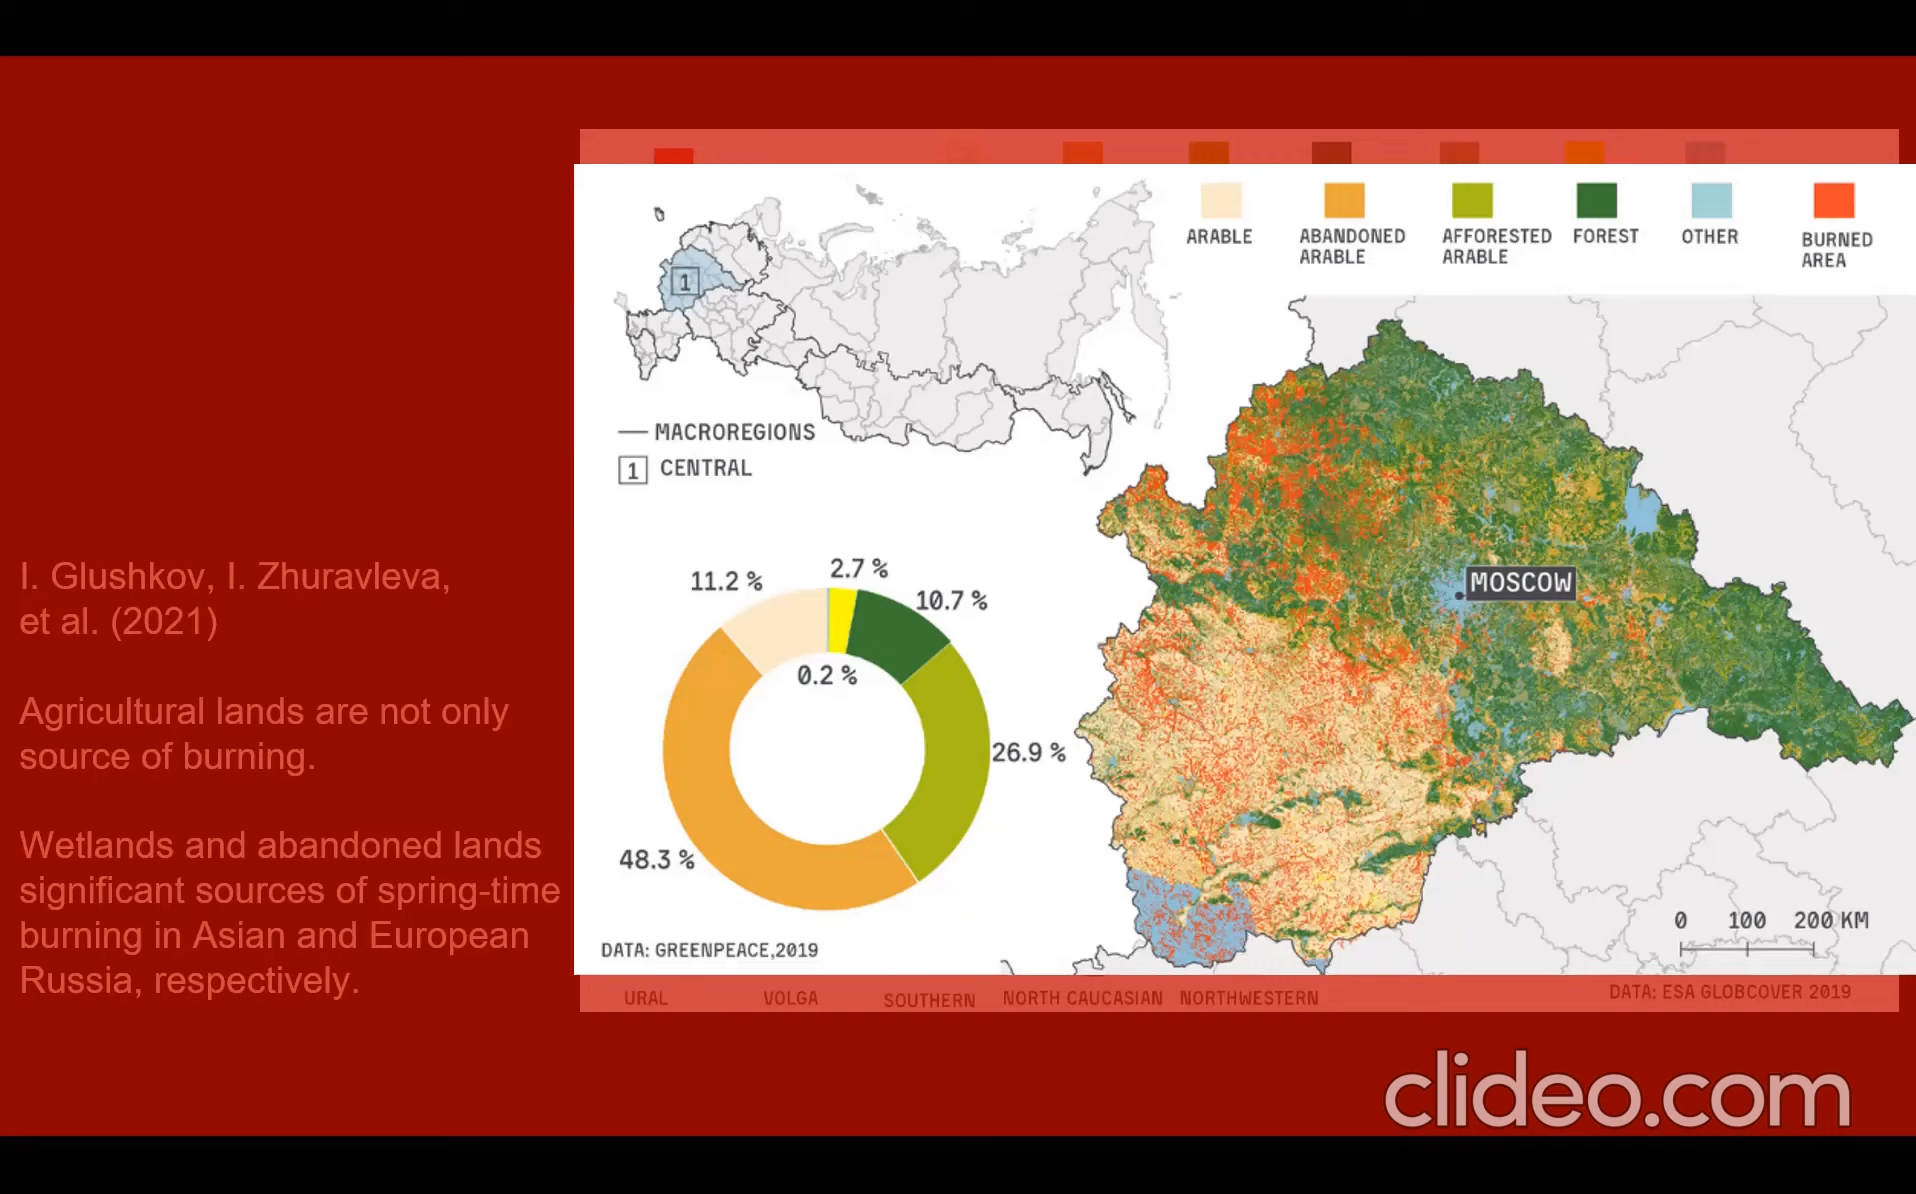 I. Glushkov, I. Zhuravleva,
et al. (2021)
Agricultural lands are not only
source of burning.
Wetlands and abandoned lands
significant sources of spring-time
burning in Asian and European
Russia, respectively.
ARABLE
ABANDONED
ARABLE
AFFORESTED
ARABLE
FOREST
OTHER
BURNED
AREA
1
MACROREGIONS
1 CENTRAL
11.2 %
2.7 %
10.7 %
0.2 %
26.9 %
48.3 %
MOSCOW
0 100 200 KM
DATA: GREENPEACE,2019
URAL VOLGA SOUTHERN NORTH CAUCASIAN NORTHWESTERN
DATA: ESA GLOBCOVER 2019
clideo.com